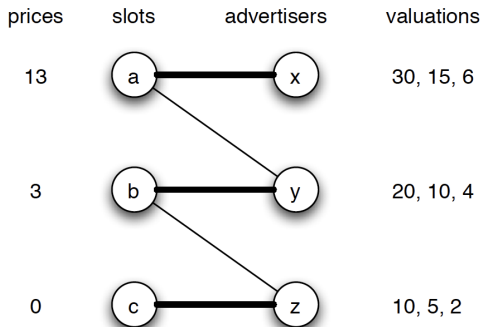 prices slots advertisers valuations
13 a x 30, 15, 6
3 b y 20, 10, 4
0 c z 10, 5, 2